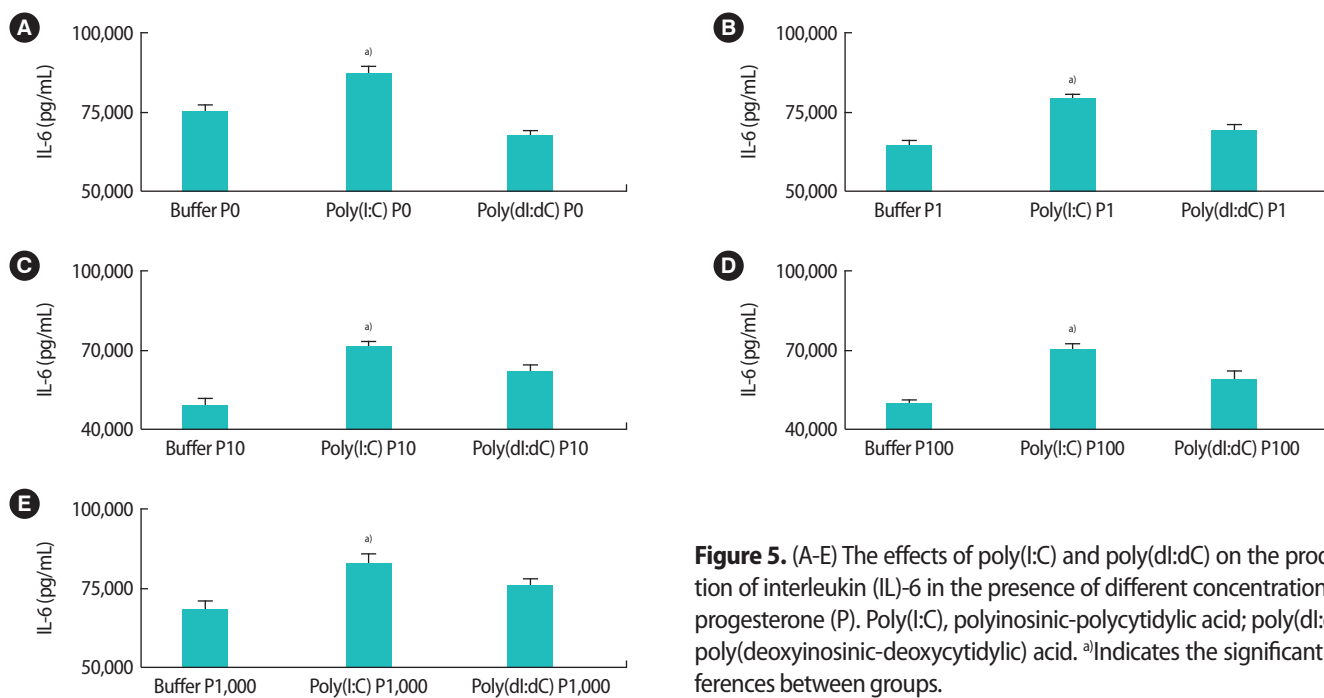 A
100,000
75,000
50,000
IL-6 (pg/mL)
a)
Buffer P0 Poly(I:C) P0 Poly(dI:dC) P0
B
100,000
75,000
50,000
IL-6 (pg/mL)
a)
Buffer P1 Poly(I:C) P1 Poly(dI:dC) P1
C
100,000
70,000
40,000
IL-6 (pg/mL)
a)
Buffer P10 Poly(I:C) P10 Poly(dI:dC) P10
D
100,000
70,000
40,000
IL-6 (pg/mL)
a)
Buffer P100 Poly(I:C) P100 Poly(dI:dC) P100
E
100,000
75,000
50,000
IL-6 (pg/mL)
a)
Buffer P1,000 Poly(I:C) P1,000 Poly(dI:dC) P1,000
Figure 5. (A-E) The effects of poly(I:C) and poly(dI:dC) on the proc
tion of interleukin (IL)-6 in the presence of different concentration
progesterone (P). Poly(I:C), polyinosinic-polycytidylic acid; poly(dI:
poly(deoxyinosinic-deoxycytidylic) acid. a)Indicates the significant
ferences between groups.